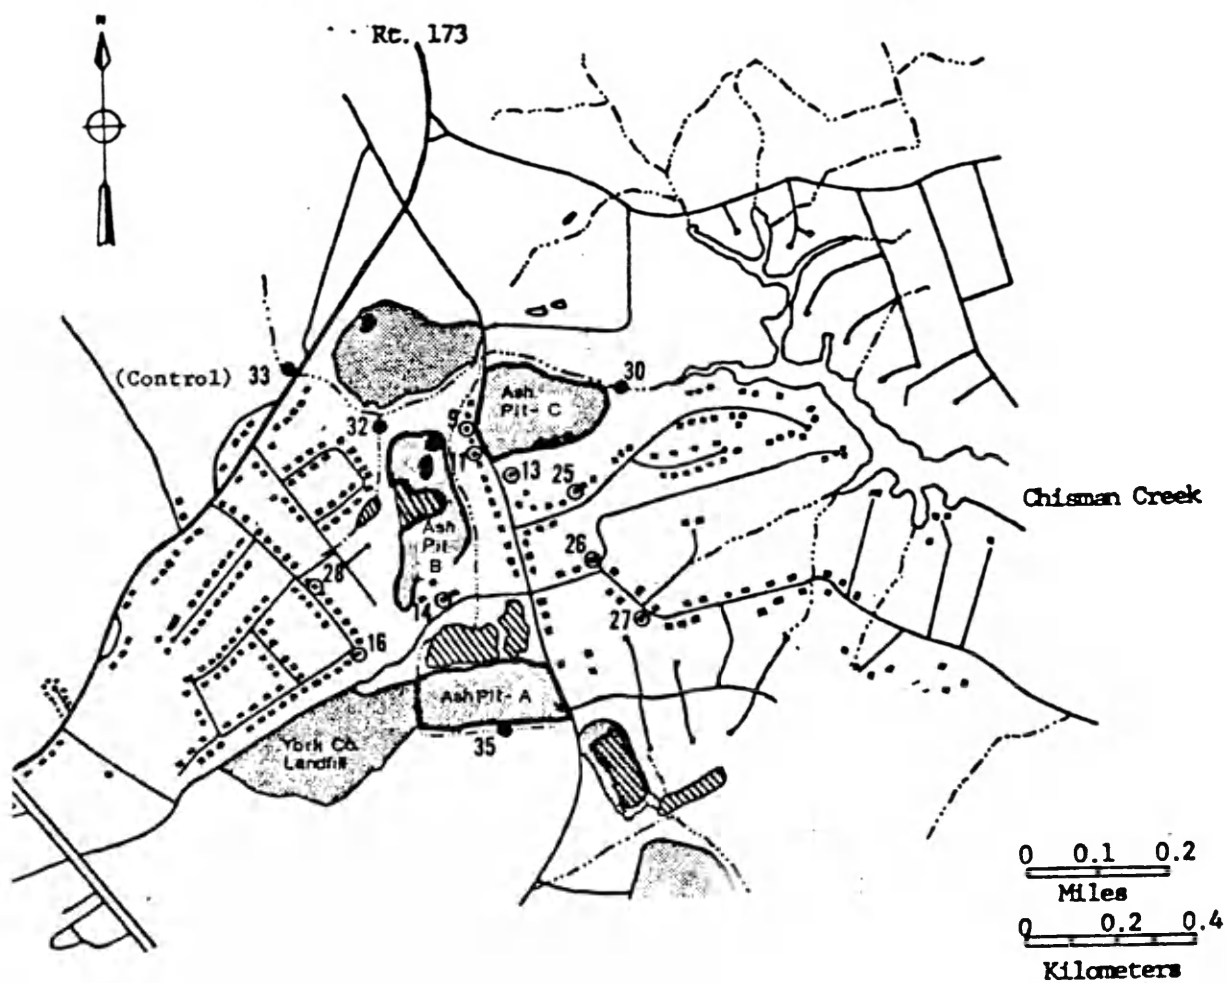 N
Rt. 173
(Control) 33
30
Ash
Pit- C
32
9
11
13
25
Chisman Creek
Ash
Pit-
B
26
28
14
27
16
Ash Pit- A
York Co.
Landfill
35
0 0.1 0.2
Miles
0 0.2 0.4
Kilometers